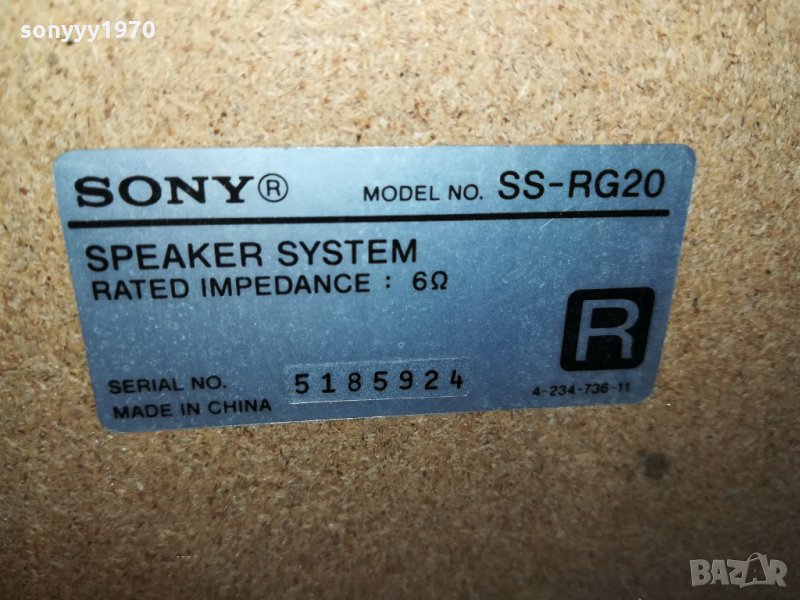 sonyyy1970
SONY® MODEL NO. SS-RG20
SPEAKER SYSTEM
RATED IMPEDANCE : 6Ω
R
SERIAL NO. 5185924
MADE IN CHINA
4-234-736-11
BAZAR